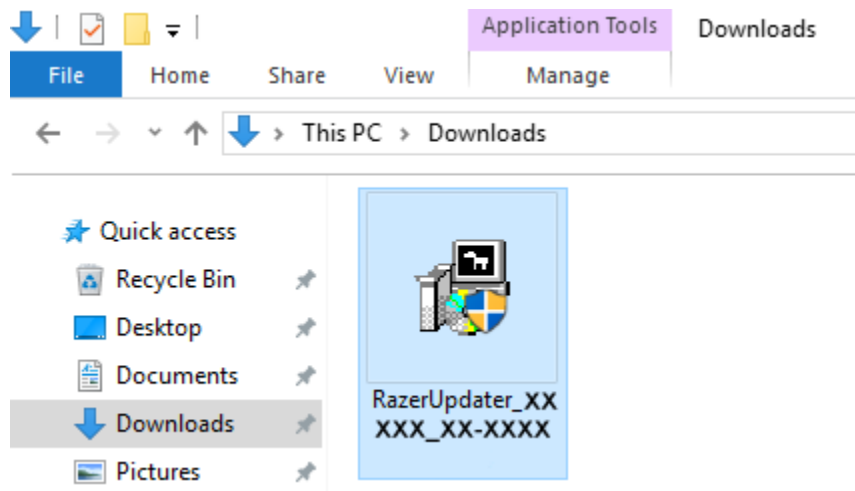 Application Tools
Downloads
File
Home
Share
View
Manage
This PC
Downloads
Quick access
Recycle Bin
Desktop
Documents
Downloads
Pictures
RazerUpdater_XX
XXX_XX-XXXX